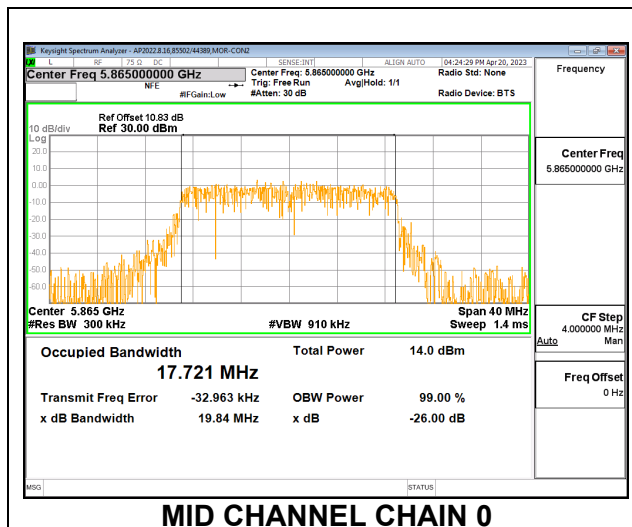 Keysight Spectrum Analyzer - AP2022.8.16,85502/44389,MOR-CON2
L RF 75 Ω DC SENSE:INT ALIGN AUTO 04:24:29 PM Apr 20, 2023
Center Freq 5.865000000 GHz
Center Freq: 5.865000000 GHz Radio Std: None
NFE Trig: Free Run Avg|Hold: 1/1
#IFGain:Low #Atten: 30 dB Radio Device: BTS
Frequency
Ref Offset 10.83 dB
10 dB/div Ref 30.00 dBm
Log
20.0
10.0
0.00
-10.0
-20.0
-30.0
-40.0
-50.0
-60.0
Center 5.865 GHz Span 40 MHz
#Res BW 300 kHz #VBW 910 kHz Sweep 1.4 ms
Center Freq
5.865000000 GHz
CF Step
4.000000 MHz
Auto Man
Freq Offset
0 Hz
Occupied Bandwidth Total Power 14.0 dBm
17.721 MHz
Transmit Freq Error -32.963 kHz OBW Power 99.00 %
x dB Bandwidth 19.84 MHz x dB -26.00 dB
MSG STATUS
MID CHANNEL CHAIN 0